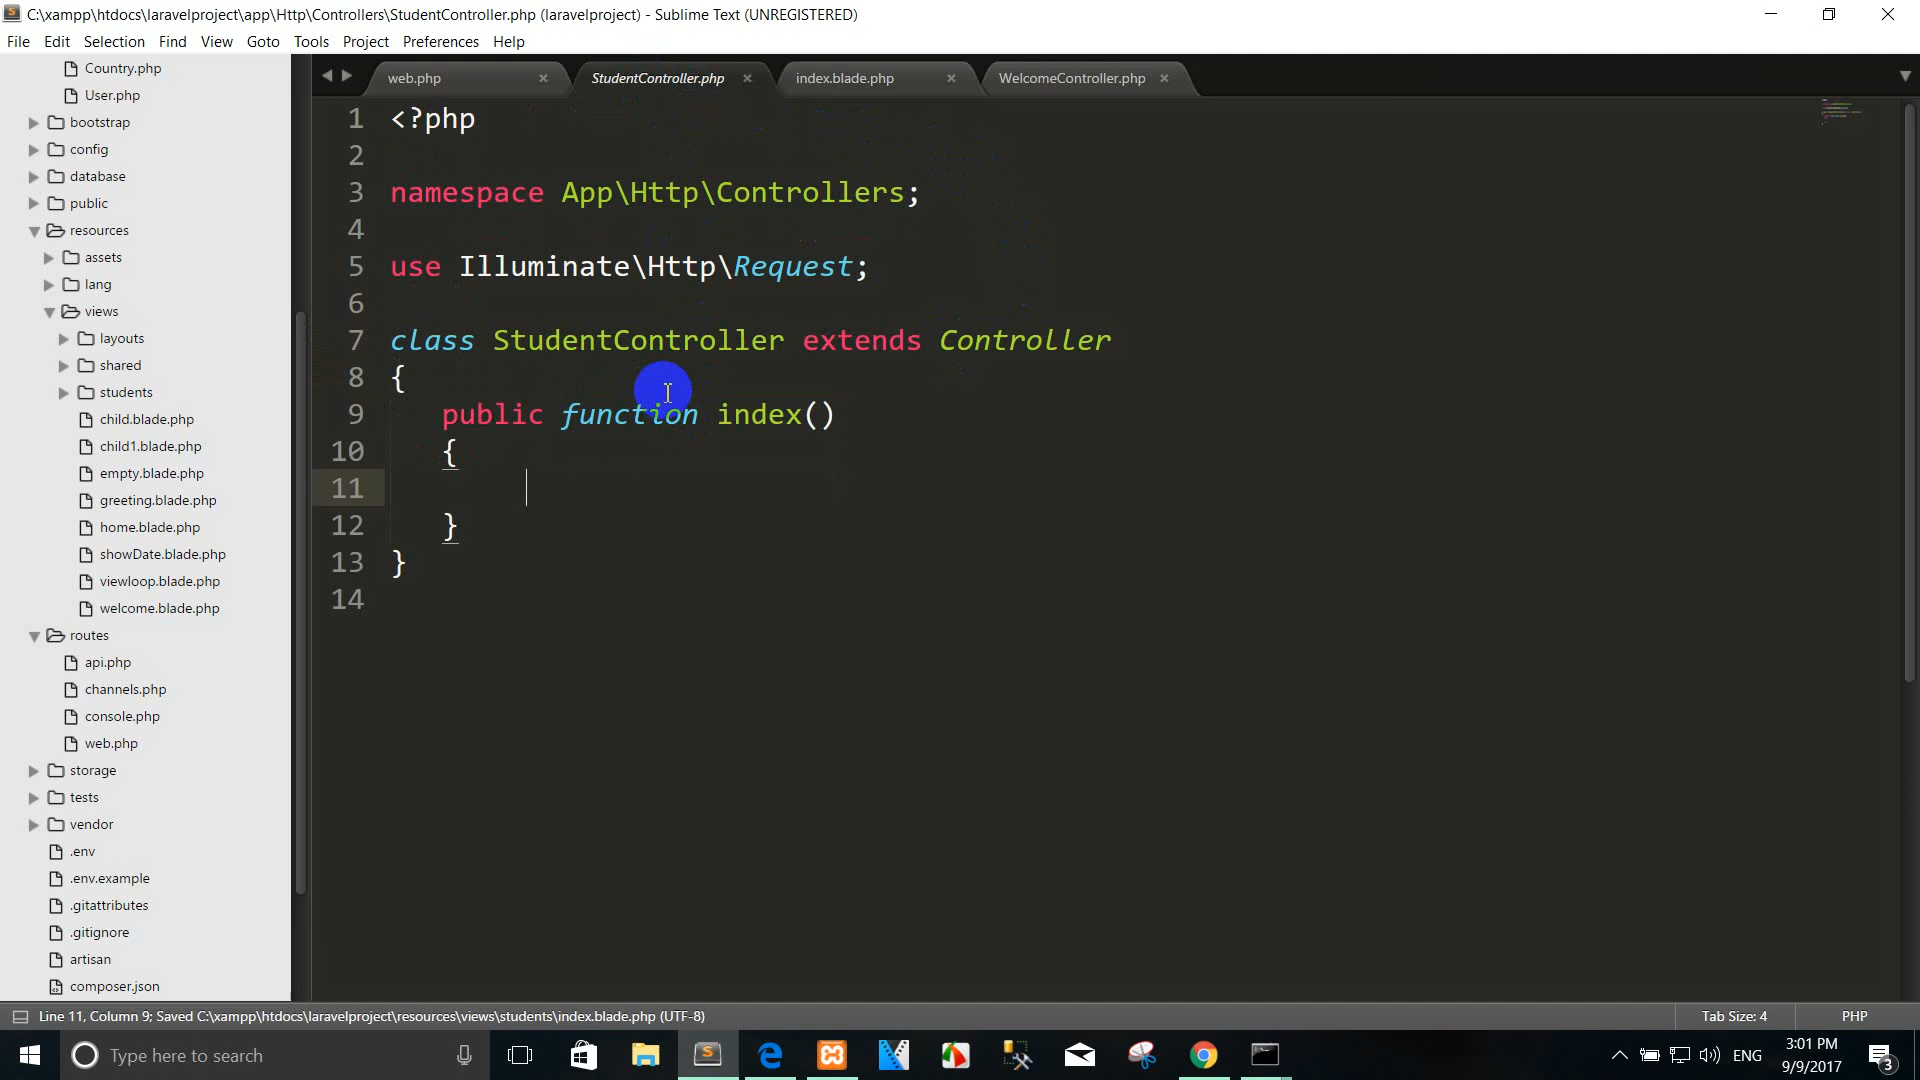 C:\xampp\htdocs\laravelproject\app\Http\Controllers\StudentController.php (laravelproject) - Sublime Text (UNREGISTERED)
File Edit Selection Find View Goto Tools Project Preferences Help
Country.php
User.php
bootstrap
config
database
public
resources
assets
lang
views
layouts
shared
students
child.blade.php
child1.blade.php
empty.blade.php
greeting.blade.php
home.blade.php
showDate.blade.php
viewloop.blade.php
welcome.blade.php
routes
api.php
channels.php
console.php
web.php
storage
tests
vendor
.env
.env.example
.gitattributes
.gitignore
artisan
composer.json
web.php StudentController.php index.blade.php WelcomeController.php
1 <?php
2
3 namespace App\Http\Controllers;
4
5 use Illuminate\Http\Request;
6
7 class StudentController extends Controller
8 {
9 public function index()
10 {
11
12 }
13 }
14
Line 11, Column 9; Saved C:\xampp\htdocs\laravelproject\resources\views\students\index.blade.php (UTF-8) Tab Size: 4 PHP
Type here to search
ENG
3:01 PM
9/9/2017
3